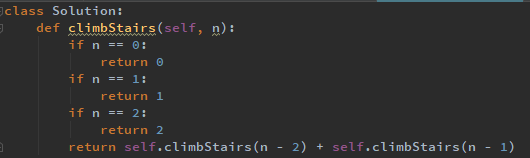 class Solution:
    def climbStairs(self, n):
        if n == 0:
            return 0
        if n == 1:
            return 1
        if n == 2:
            return 2
        return self.climbStairs(n - 2) + self.climbStairs(n - 1)